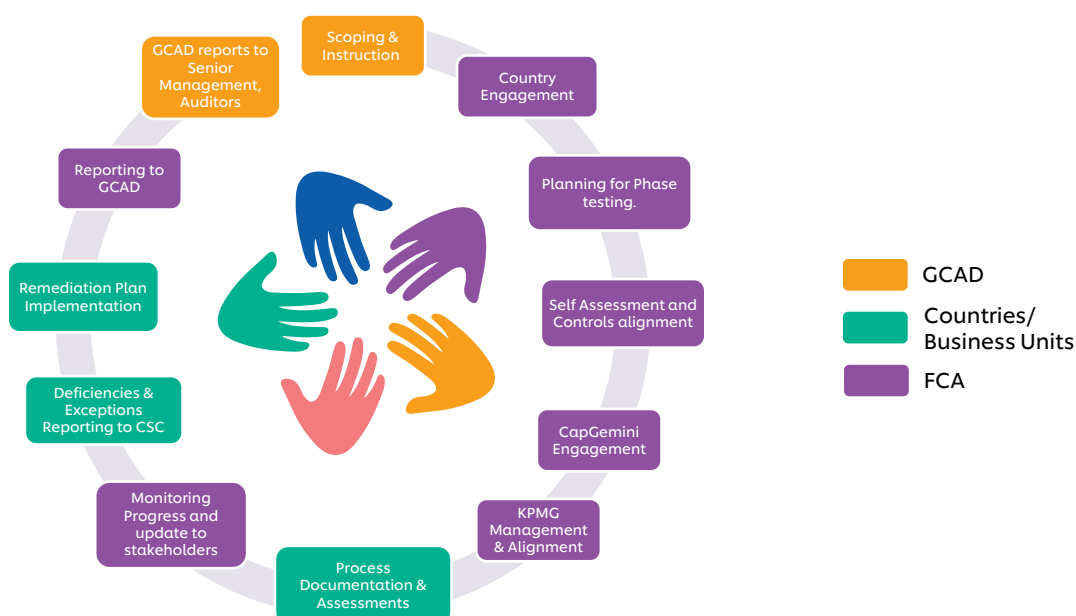 Scoping &
Instruction
Country
Engagement
Planning for Phase
testing.
Self Assessment and
Controls alignment
CapGemini
Engagement
KPMG
Management
& Alignment
Process
Documentation &
Assessments
Monitoring
Progress and
update to
stakeholders
Deficiencies &
Exceptions
Reporting to CSC
Remediation Plan
Implementation
Reporting to
GCAD
GCAD reports to
Senior
Management,
Auditors
GCAD
Countries/
Business Units
FCA